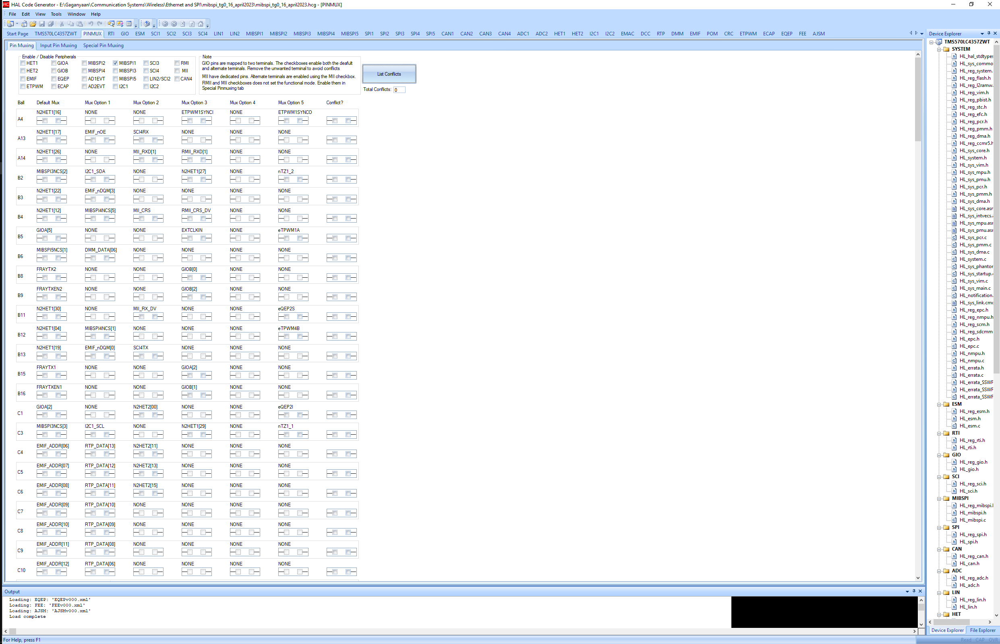 HAL Code Generator - E:\Gaganyaan\Communication Systems\Wireless\Ethernet and SPI\mibspi_tg0_16_april2023\mibspi_tg0_16_april2023.hcg - [PINMUX]
File Edit View Tools Window Help
Start Page TMS570LC4357ZWT PINMUX RTI GIO ESM SCI1 SCI2 SCI3 SCI4 LIN1 LIN2 MIBSPI1 MIBSPI2 MIBSPI3 MIBSPI4 MIBSPI5 SPI1 SPI2 SPI3 SPI4 SPI5 CAN1 CAN2 CAN3 CAN4 ADC1 ADC2 HET1 HET2 I2C1 I2C2 EMAC DCC RTP DMM EMIF POM CRC ETPWM ECAP EQEP FEE AJSM
Pin Muxing Input Pin Muxing Special Pin Muxing
Enable / Disable Peripherals
HET1 GIOA MIBSPI2 MIBSPI1 SCI3 RMI
HET2 GIOB MIBSPI4 MIBSPI3 SCI4 MII
EMIF EQEP AD1EVT MIBSPI5 LIN2/SCI2 CAN4
ETPWM ECAP AD2EVT I2C1 I2C2
Note
GIO pins are mapped to two terminals. The checkboxes enable both the deafult
and alternate terminals. Remove the unwanted terminal to avoid conflicts
MII have dedicated pins. Alternate terminals are enabled using the MII checkbox.
RMII and MII checkboxes does not set the functional mode. Enable them in
Special Pinmuxing tab
List Conflicts
Total Conflicts: 0
Ball Default Mux Mux Option 1 Mux Option 2 Mux Option 3 Mux Option 4 Mux Option 5 Conflict?
A4 N2HET1[16] NONE NONE ETPWM1SYNCI NONE ETPWM1SYNCO
A13 N2HET1[17] EMIF_nOE SCI4RX NONE NONE NONE
A14 N2HET1[26] NONE MII_RXD[1] RMII_RXD[1] NONE NONE
B2 MIBSPI3NCS[2] I2C1_SDA NONE N2HET1[27] NONE nTZ1_2
B3 N2HET1[22] EMIF_nDQM[3] NONE NONE NONE NONE
B4 N2HET1[12] MIBSPI4NCS[5] MII_CRS RMII_CRS_DV NONE NONE
B5 GIOA[5] NONE NONE EXTCLKIN NONE eTPWM1A
B6 MIBSPI5NCS[1] DMM_DATA[06] NONE NONE NONE NONE
B8 FRAYTX2 NONE NONE GIOB[0] NONE NONE
B9 FRAYTXEN2 NONE NONE GIOB[2] NONE NONE
B11 N2HET1[30] NONE MII_RX_DV NONE NONE eQEP2S
B12 N2HET1[04] MIBSPI4NCS[1] NONE NONE NONE eTPWM4B
B13 N2HET1[19] EMIF_nDQM[0] SCI4TX NONE NONE NONE
B15 FRAYTX1 NONE NONE GIOA[2] NONE NONE
B16 FRAYTXEN1 NONE NONE GIOB[1] NONE NONE
C1 GIOA[2] NONE N2HET2[00] NONE NONE eQEP2I
C3 MIBSPI3NCS[3] I2C1_SCL NONE N2HET1[29] NONE nTZ1_1
C4 EMIF_ADDR[06] RTP_DATA[13] N2HET2[11] NONE NONE NONE
C5 EMIF_ADDR[07] RTP_DATA[12] N2HET2[13] NONE NONE NONE
C6 EMIF_ADDR[08] RTP_DATA[11] N2HET2[15] NONE NONE NONE
C7 EMIF_ADDR[09] RTP_DATA[10] NONE NONE NONE NONE
C8 EMIF_ADDR[10] RTP_DATA[09] NONE NONE NONE NONE
C9 EMIF_ADDR[11] RTP_DATA[08] NONE NONE NONE NONE
C10 EMIF_ADDR[12] RTP_DATA[06] NONE NONE NONE NONE
Output
Loading: EQEP: 'EQEPv000.xml'
Loading: FEE: 'FEEv000.xml'
Loading: AJSM: 'AJSMv000.xml'
Load complete
For Help, press F1
Device Explorer
TMS570LC4357ZWT
SYSTEM
HL_hal_stdtypes
HL_sys_commo
HL_reg_system.
HL_reg_flash.h
HL_reg_l2ramw.
HL_reg_vim.h
HL_reg_pbist.h
HL_reg_stc.h
HL_reg_efc.h
HL_reg_pcr.h
HL_reg_pmm.h
HL_reg_dma.h
HL_reg_ccmr5.h
HL_sys_core.h
HL_system.h
HL_sys_vim.h
HL_sys_mpu.h
HL_sys_pmu.h
HL_sys_pcr.h
HL_sys_pmm.h
HL_sys_dma.h
HL_sys_core.asr
HL_sys_intvecs.
HL_sys_mpu.asr
HL_sys_pmu.asr
HL_sys_pcr.c
HL_sys_pmm.c
HL_sys_dma.c
HL_system.c
HL_sys_phantor
HL_sys_startup.
HL_sys_vim.c
HL_sys_main.c
HL_notification.
HL_sys_link.cmd
HL_reg_epc.h
HL_reg_nmpu.h
HL_reg_scm.h
HL_reg_sdcmm
HL_epc.h
HL_epc.c
HL_nmpu.h
HL_nmpu.c
HL_errata.h
HL_errata.c
HL_errata_SSWF
HL_errata_SSWF
HL_errata_SSWF
ESM
HL_reg_esm.h
HL_esm.h
HL_esm.c
RTI
HL_reg_rti.h
HL_rti.h
GIO
HL_reg_gio.h
HL_gio.h
SCI
HL_reg_sci.h
HL_sci.h
MIBSPI
HL_reg_mibspi.l
HL_mibspi.h
HL_mibspi.c
SPI
HL_reg_spi.h
HL_spi.h
CAN
HL_reg_can.h
HL_can.h
ADC
HL_reg_adc.h
HL_adc.h
LIN
HL_reg_lin.h
HL_lin.h
HET
Device Explorer File Explorer
Read CAP OVR